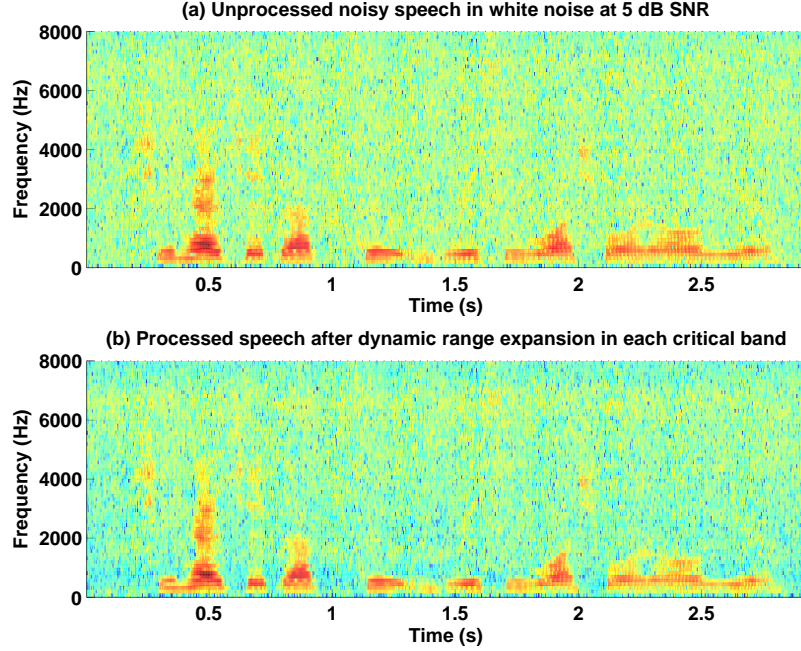 (a) Unprocessed noisy speech in white noise at 5 dB SNR
8000
6000
4000
2000
0
Frequency (Hz)
0.5 1 1.5 2 2.5
Time (s)
(b) Processed speech after dynamic range expansion in each critical band
8000
6000
4000
2000
0
Frequency (Hz)
0.5 1 1.5 2 2.5
Time (s)